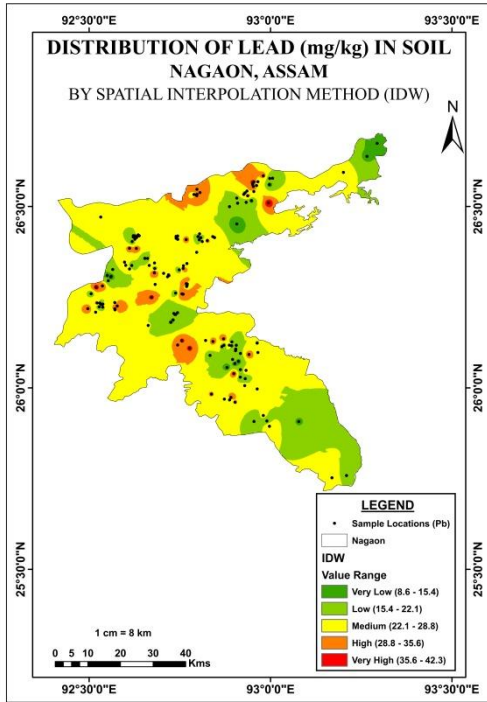 92°30'0"E 93°0'0"E 93°30'0"E
DISTRIBUTION OF LEAD (mg/kg) IN SOIL
NAGAON, ASSAM
BY SPATIAL INTERPOLATION METHOD (IDW)
N
26°30'0"N 26°30'0"N
26°0'0"N 26°0'0"N
25°30'0"N 25°30'0"N
LEGEND
Sample Locations (Pb)
Nagaon
IDW
Value Range
Very Low (8.6 - 15.4)
Low (15.4 - 22.1)
Medium (22.1 - 28.8)
High (28.8 - 35.6)
Very High (35.6 - 42.3)
1 cm = 8 km
0 5 10 20 30 40
Kms
92°30'0"E 93°0'0"E 93°30'0"E